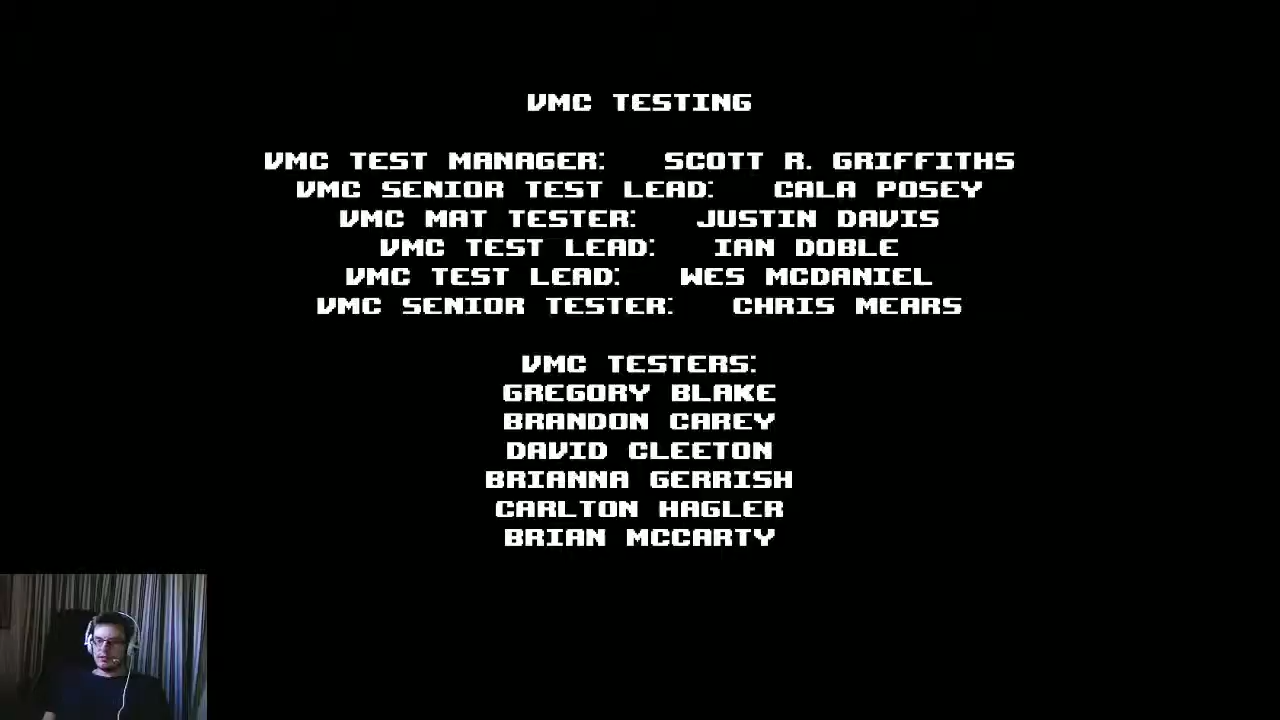 VMC TESTING
VMC TEST MANAGER: SCOTT R. GRIFFITHS
VMC SENIOR TEST LEAD: CALA POSEY
VMC MAT TESTER: JUSTIN DAVIS
VMC TEST LEAD: IAN DOBLE
VMC TEST LEAD: WES MCDANIEL
VMC SENIOR TESTER: CHRIS MEARS
VMC TESTERS:
GREGORY BLAKE
BRANDON CAREY
DAVID CLEETON
BRIANNA GERRISH
CARLTON HAGLER
BRIAN MCCARTY